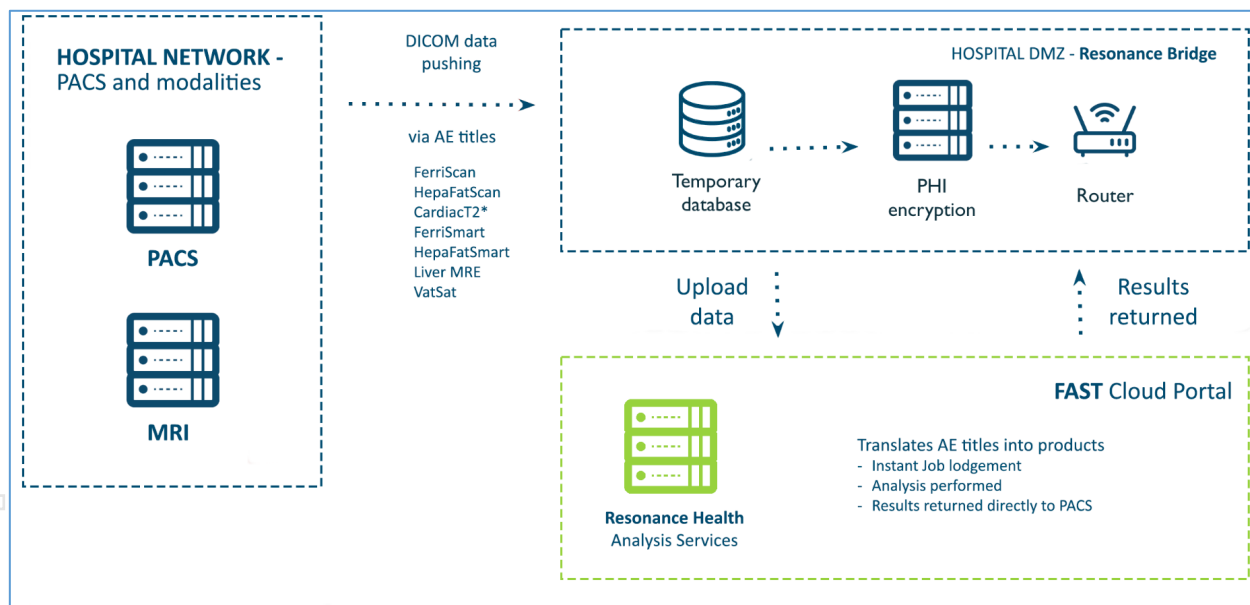 HOSPITAL NETWORK -
PACS and modalities
PACS
MRI
DICOM data
pushing
via AE titles
FerriScan
HepaFatScan
CardiacT2*
FerriSmart
HepaFatSmart
Liver MRE
VatSat
HOSPITAL DMZ - Resonance Bridge
Temporary
database
PHI
encryption
Router
Upload
data
Results
returned
FAST Cloud Portal
Resonance Health
Analysis Services
Translates AE titles into products
- Instant Job lodgement
- Analysis performed
- Results returned directly to PACS